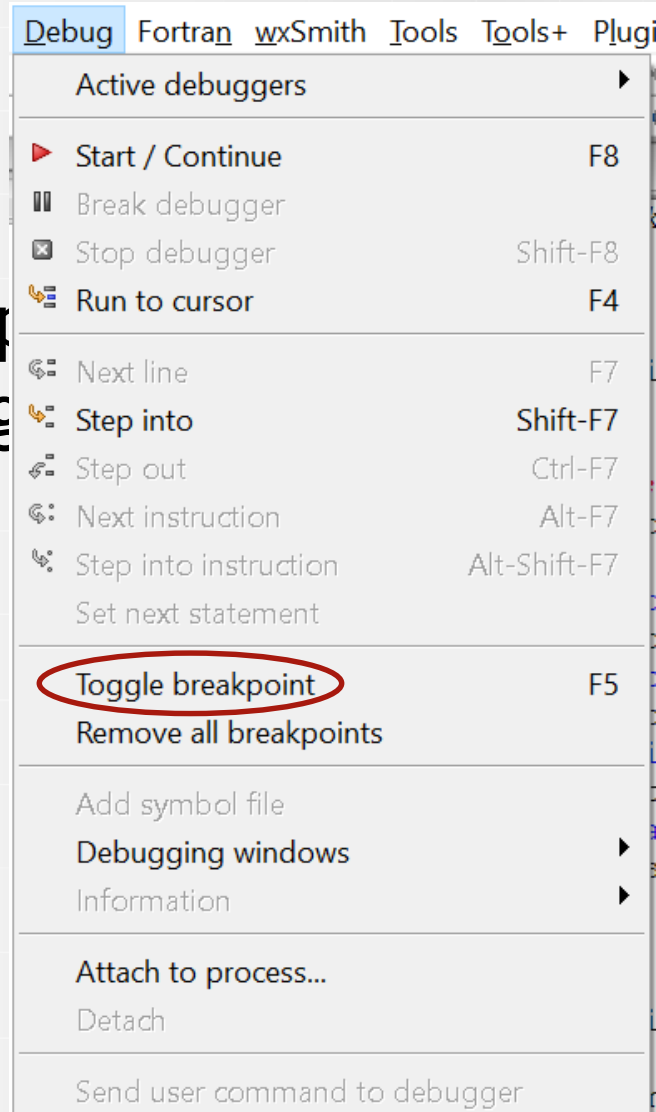 Debug Fortran wxSmith Tools Tools+
Active debuggers
Start / Continue F8
Break debugger
Stop debugger Shift-F8
Run to cursor F4
Next line F7
Step into Shift-F7
Step out Ctrl-F7
Next instruction Alt-F7
Step into instruction Alt-Shift-F7
Set next statement
Toggle breakpoint F5
Remove all breakpoints
Add symbol file
Debugging windows
Information
Attach to process...
Detach
Send user command to debugger